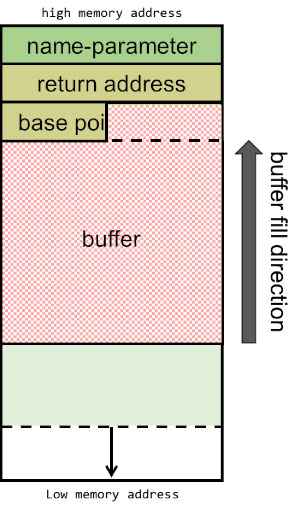 high memory address
name-parameter
return address
base poi
buffer
buffer fill direction
Low memory address